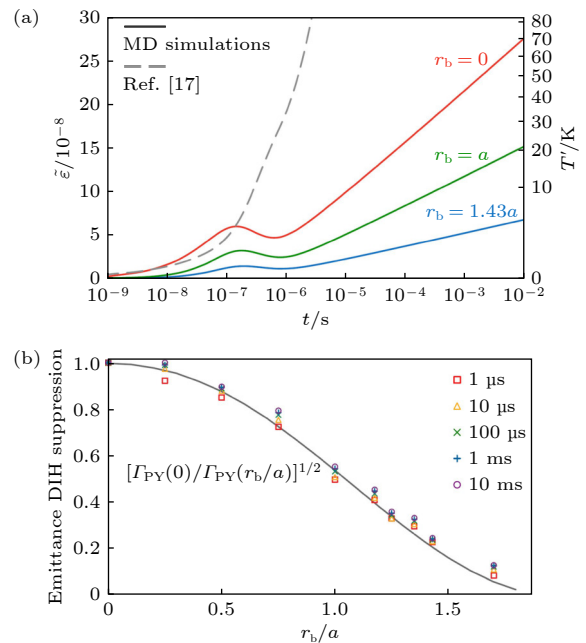 (a)
30
25
20
15
10
5
0
ε̃/10⁻⁸
MD simulations
Ref. [17]
r_b = 0
r_b = a
r_b = 1.43a
80
70
60
50
40
30
20
10
0
T′/K
10⁻⁹ 10⁻⁸ 10⁻⁷ 10⁻⁶ 10⁻⁵ 10⁻⁴ 10⁻³ 10⁻²
t/s
(b)
1.0
0.8
0.6
0.4
0.2
0
Emittance DIH suppression
1 µs
10 µs
100 µs
1 ms
10 ms
[Γ_PY(0)/Γ_PY(r_b/a)]^1/2
0 0.5 1.0 1.5
r_b/a